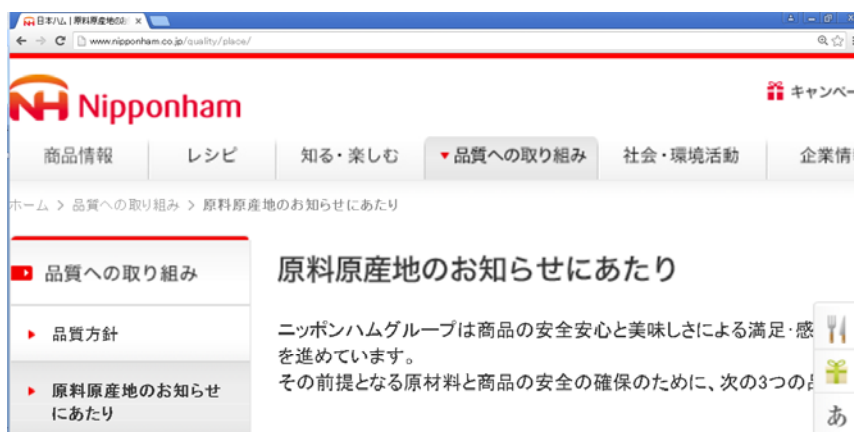 日本ハム | 原料原産地のお
www.nipponham.co.jp/quality/place/
NH Nipponham
キャンペー
商品情報 レシピ 知る・楽しむ ▼品質への取り組み 社会・環境活動 企業情
ホーム > 品質への取り組み > 原料原産地のお知らせにあたり
品質への取り組み
品質方針
原料原産地のお知らせ
にあたり
原料原産地のお知らせにあたり
ニッポンハムグループは商品の安全安心と美味しさによる満足・感
を進めています。
その前提となる原材料と商品の安全の確保のために、次の3つの
あ